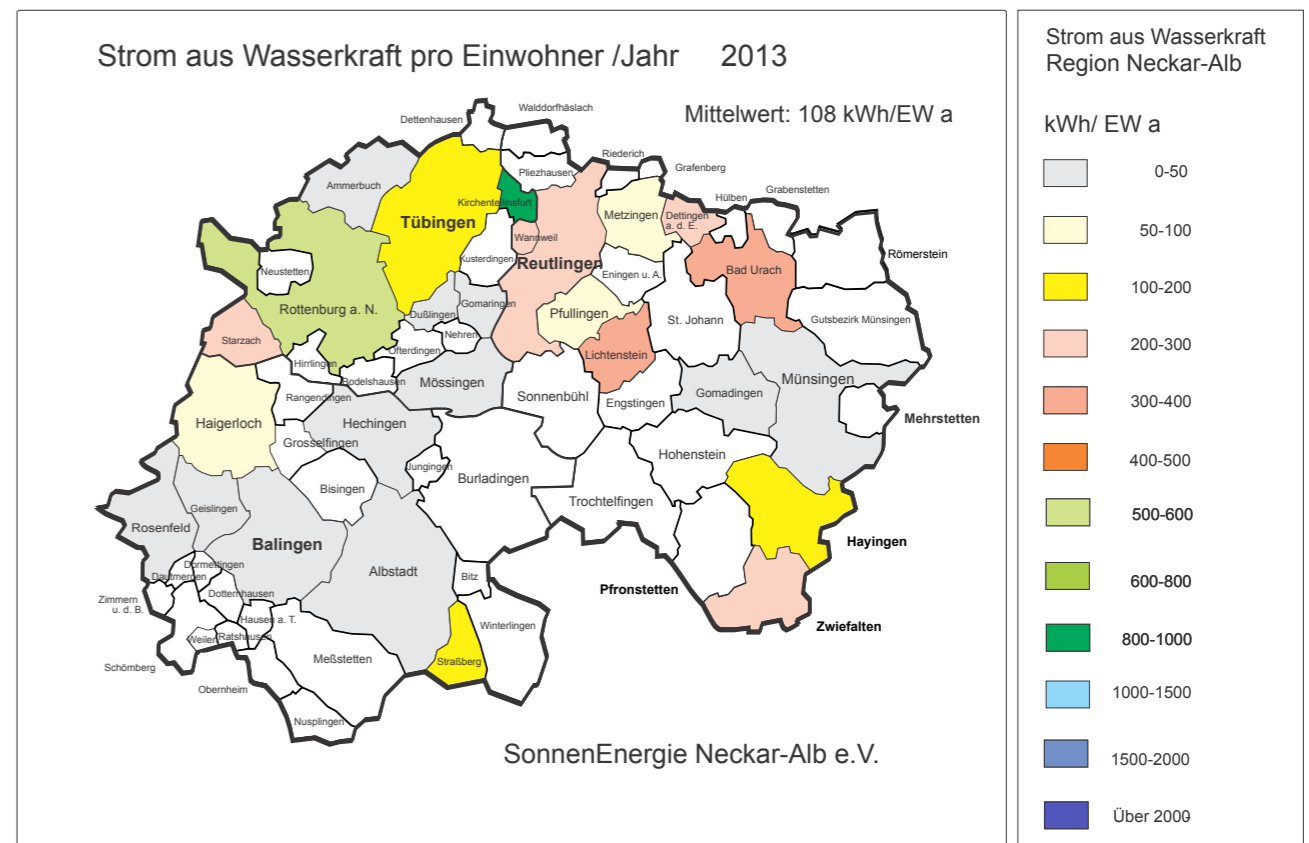 Strom aus Wasserkraft pro Einwohner /Jahr 2013
Mittelwert: 108 kWh/EW a
Walddorfhäslach
Dettenhausen
Riederich
Grafenberg
Pliezhausen
Ammerbuch
Hülben
Grabenstetten
Kirchentellinsfurt
Metzingen
Dettingen
a. d. E.
Tübingen
Wannweil
Römerstein
Kusterdingen
Reutlingen
Neustetten
Eningen u. A.
Bad Urach
Rottenburg a. N.
Dußlingen
Gomaringen
Pfullingen
St. Johann
Gutsbezirk Münsingen
Starzach
Nehren
Ofterdingen
Lichtenstein
Hirrlingen
Bodelshausen
Mössingen
Münsingen
Rangendingen
Sonnenbühl
Engstingen
Gomadingen
Haigerloch
Hechingen
Mehrstetten
Grosselfingen
Jungingen
Hohenstein
Bisingen
Burladingen
Trochtelfingen
Geislingen
Rosenfeld
Balingen
Hayingen
Dormettingen
Dautmergen
Albstadt
Bitz
Pfronstetten
Zimmern
u. d. B.
Dotternhausen
Hausen a. T.
Winterlingen
Zwiefalten
Weilen
Ratshausen
Meßstetten
Straßberg
Schömberg
Obernheim
Nusplingen
SonnenEnergie Neckar-Alb e.V.
Strom aus Wasserkraft
Region Neckar-Alb
kWh/ EW a
0-50
50-100
100-200
200-300
300-400
400-500
500-600
600-800
800-1000
1000-1500
1500-2000
Über 2000